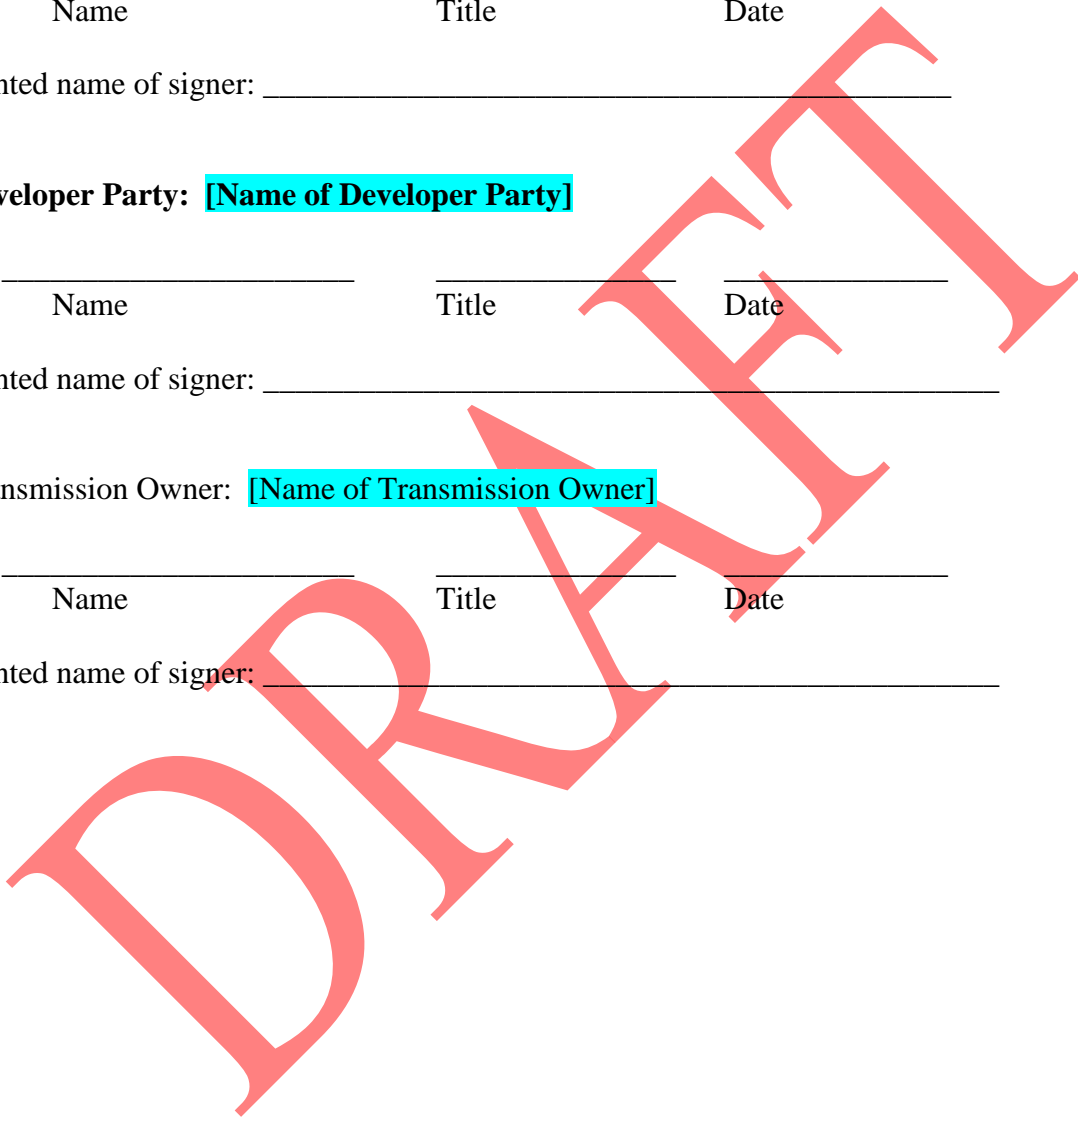 Name Title Date
nted name of signer: ___________________________________________
veloper Party: [Name of Developer Party]
______________________ _______________ ______________
Name Title Date
nted name of signer: ______________________________________________
nsmission Owner: [Name of Transmission Owner]
______________________ _______________ ______________
Name Title Date
nted name of signer: ______________________________________________
DRAFT